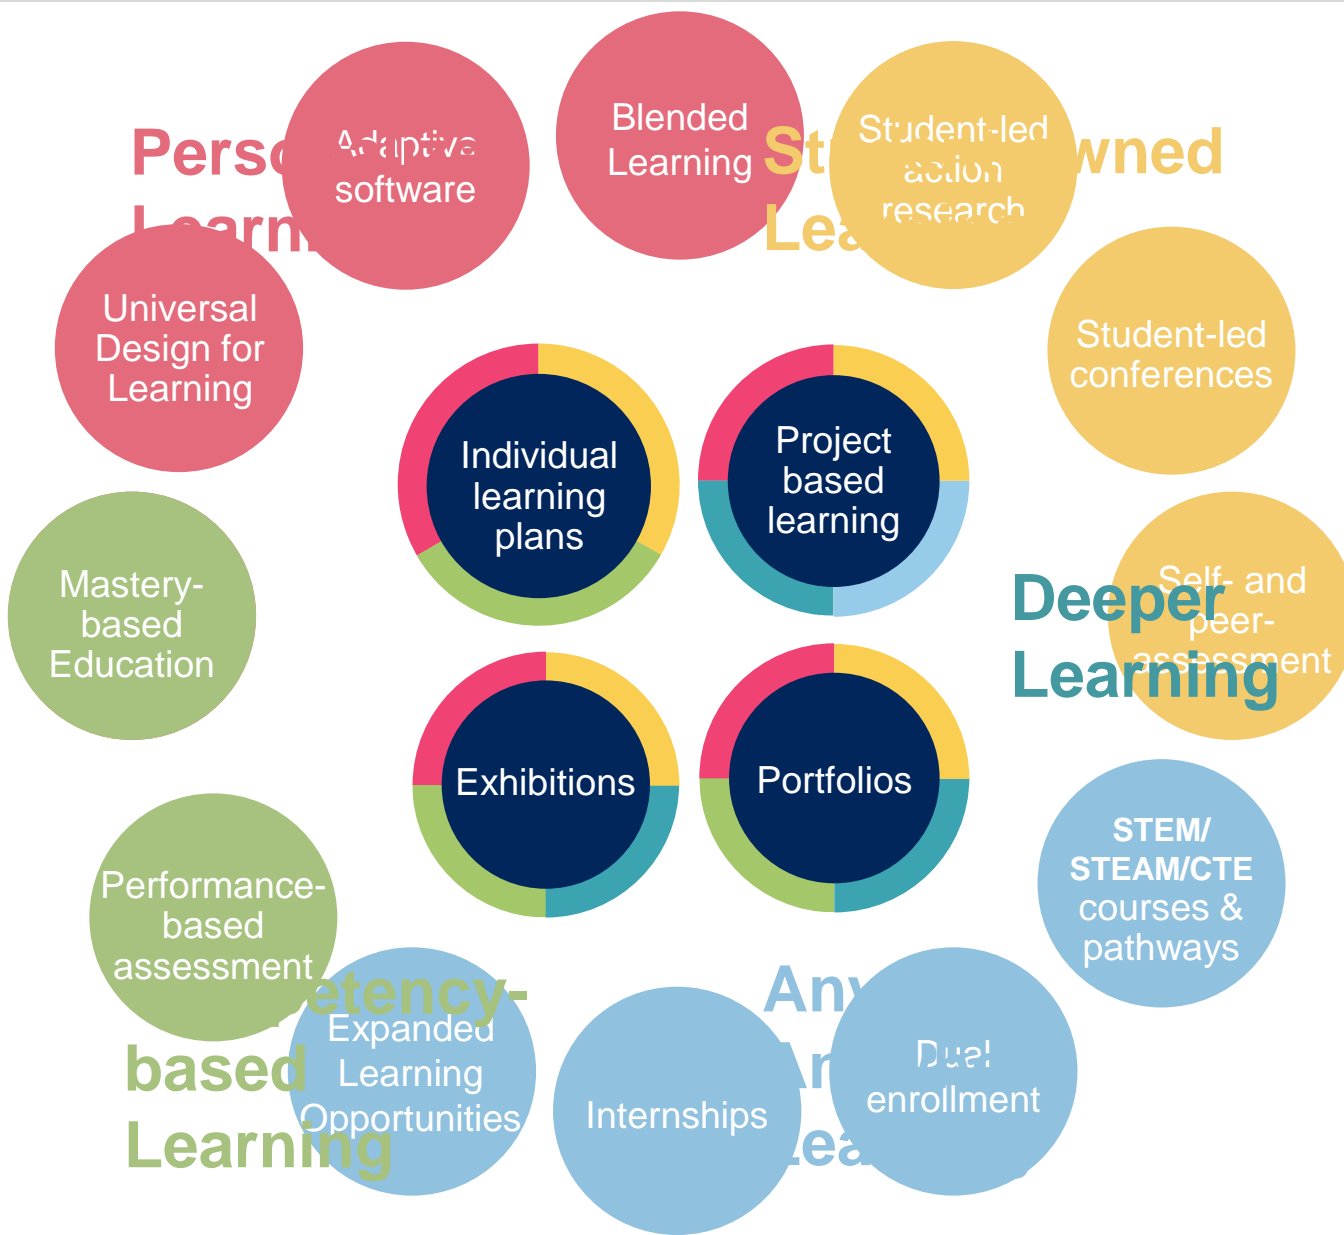 Blended
Learning
Adaptive
software
Student-led
action
research
Universal
Design for
Learning
Student-led
conferences
Individual
learning
plans
Project
based
learning
Mastery-
based
Education
Self- and
peer-
assessment
Deeper
Learning
Exhibitions
Portfolios
STEM/
STEAM/CTE
courses &
pathways
Performance-
based
assessment
based
Learning
Expanded
Learning
Opportunities
Internships
Dual
enrollment